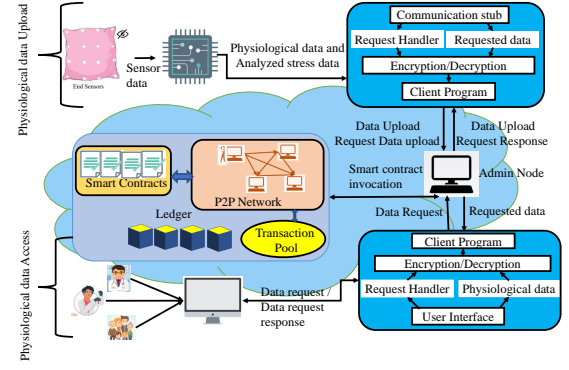 Physiological data Upload
End Sensors
Sensor
data
Physiological data and
Analyzed stress data
Communication stub
Request Handler
Requested data
Encryption/Decryption
Client Program
Data Upload
Request Data upload
Data Upload
Request Response
Smart Contracts
P2P Network
Ledger
Transaction
Pool
Smart contract
invocation
Admin Node
Data Request
Requested data
Physiological data Access
Data request /
Data request
response
Client Program
Encryption/Decryption
Request Handler
Physiological data
User Interface